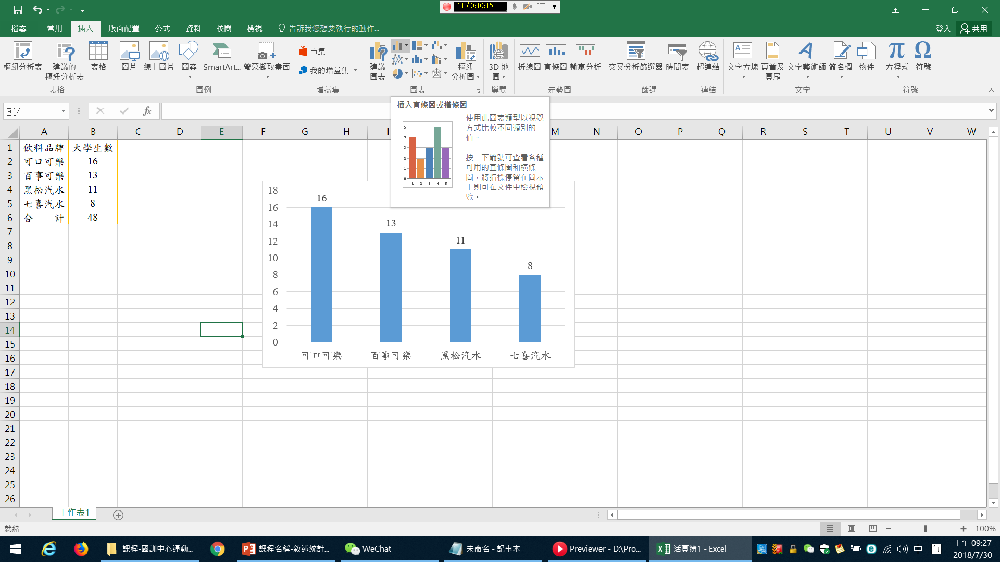 11 / 0:10:15
檔案 常用 插入 版面配置 公式 資料 校閱 檢視 告訴我您想要執行的動作... 登入 共用
樞紐分析表 建議的 樞紐分析表 表格 圖片 線上圖片 圖案 SmartArt... 螢幕擷取畫面 市集 我的增益集 建議 圖表 樞紐 分析圖 3D 地 圖 折線圖 直條圖 輸贏分析 交叉分析篩選器 時間表 超連結 文字方塊 頁首及 頁尾 文字藝術師 簽名欄 物件 方程式 符號
表格 圖例 增益集 圖表 導覽 走勢圖 篩選 連結 文字 符號
E14 fx
插入直條圖或橫條圖
使用此圖表類型以視覺
方式比較不同類別的
值。
按一下箭號可查看各種
可用的直條圖和橫條
圖，將指標停留在圖示
上則可在文件中檢視預
覽。
5
4
3
2
1
0
1 2 3 4 5
A B C D E F G H I M N O P Q R S T U V W
1 飲料品牌 大學生數
2 可口可樂 16
3 百事可樂 13
4 黑松汽水 11
5 七喜汽水 8
6 合 計 48
7
8
9
10
11
12
13
14
15
16
17
18
19
20
21
22
23
24
25
26
18
16
14
12
10
8
6
4
2
0
16
13
11
8
可口可樂 百事可樂 黑松汽水 七喜汽水
工作表1
就緒 100%
課程-國訓中心運動... 課程名稱-敘述統計... WeChat 未命名 - 記事本 Previewer - D:\Pro... 活頁簿1 - Excel 中 ㄅ 上午 09:27
2018/7/30